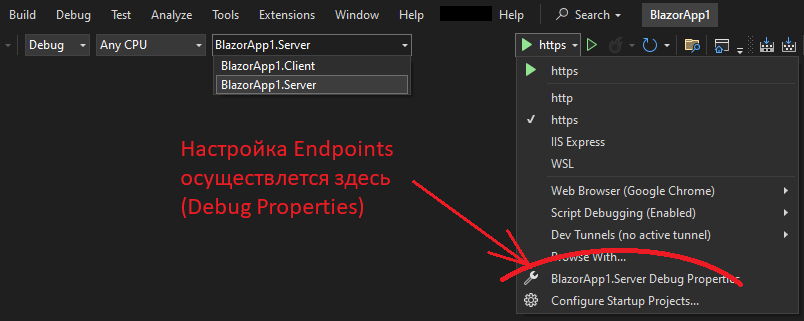 Build Debug Test Analyze Tools Extensions Window Help Help Search BlazorApp1
Debug Any CPU BlazorApp1.Server https
BlazorApp1.Client
BlazorApp1.Server
https
http
https
IIS Express
WSL
Web Browser (Google Chrome)
Script Debugging (Enabled)
Dev Tunnels (no active tunnel)
Browse With...
BlazorApp1.Server Debug Properties
Configure Startup Projects...
Настройка Endpoints
осуществлется здесь
(Debug Properties)